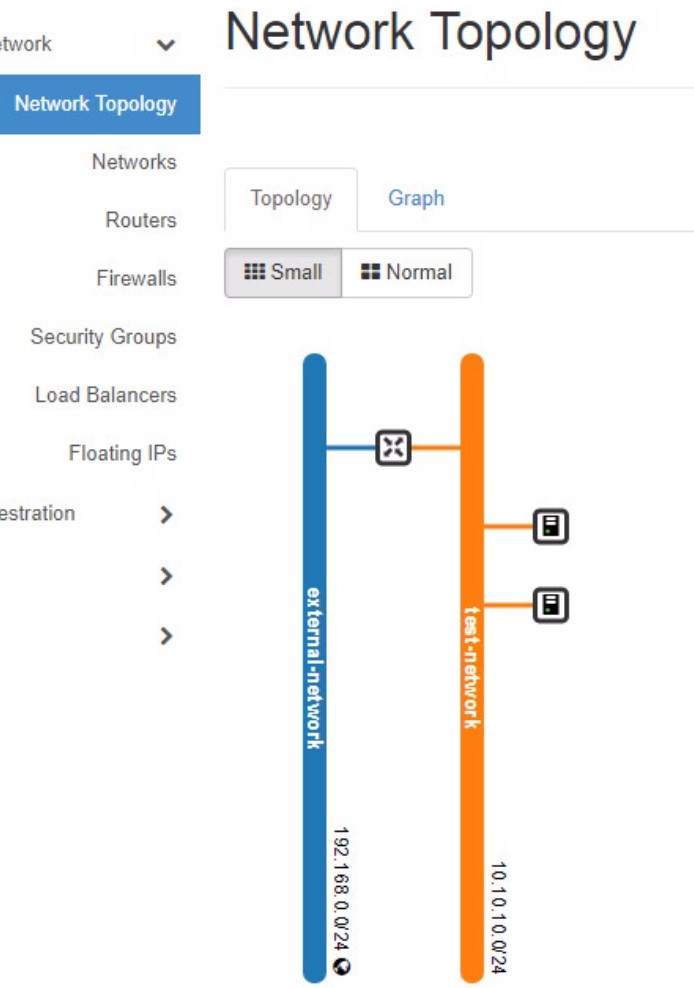 etwork
Network Topology
Networks
Routers
Firewalls
Security Groups
Load Balancers
Floating IPs
estration
Network Topology
Topology
Graph
Small
Normal
external-network
192.168.0.0/24
test-network
10.10.10.0/24